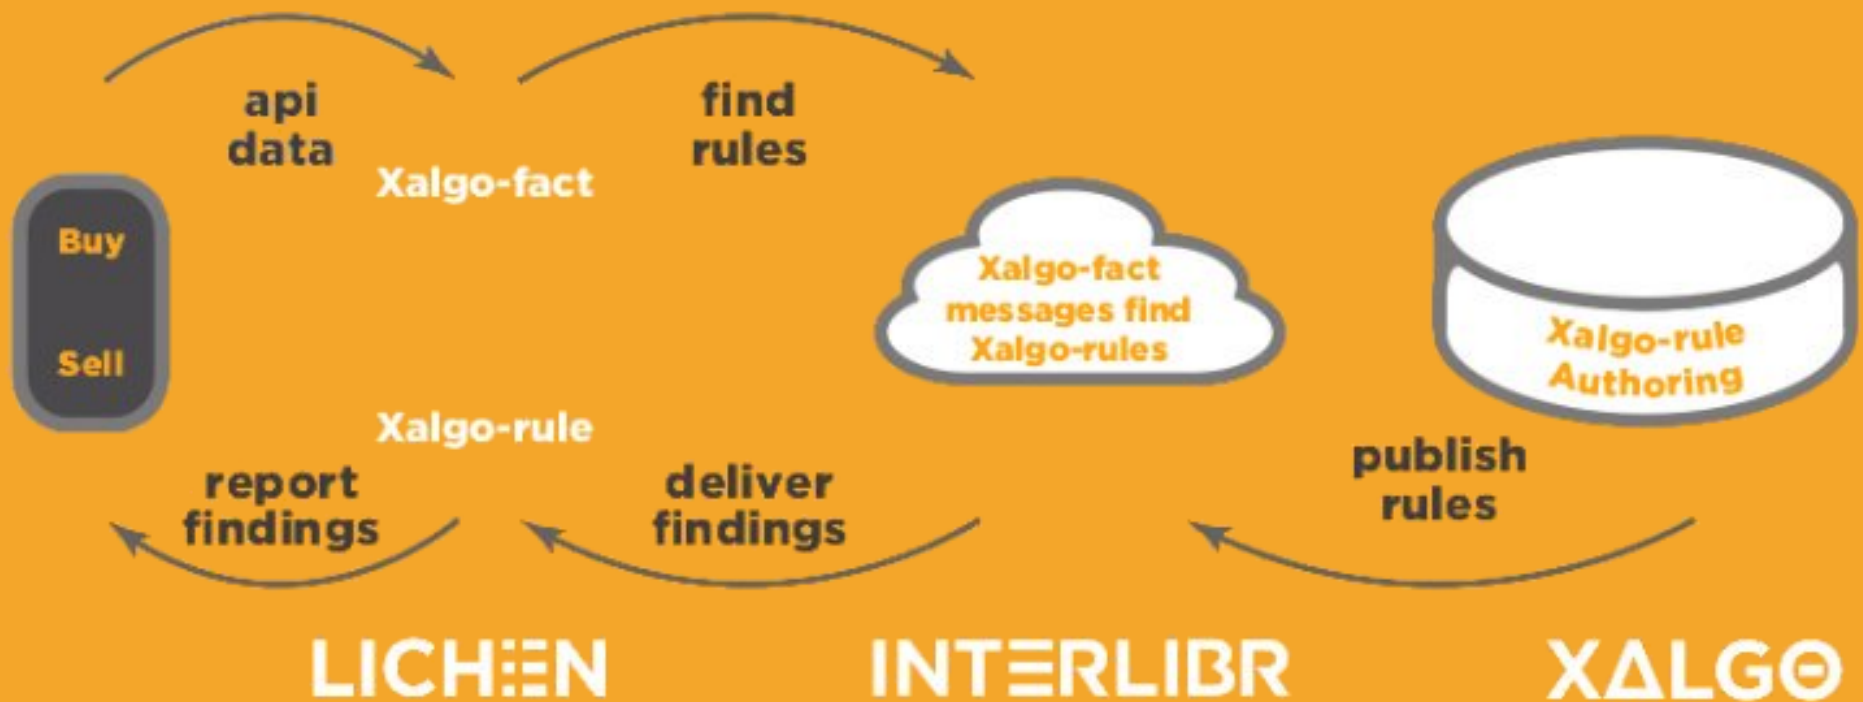 api
data
find
rules
Xalgo-fact
Buy
Sell
Xalgo-fact
messages find
Xalgo-rules
Xalgo-rule
Authoring
Xalgo-rule
report
findings
deliver
findings
publish
rules
LICHEN
INTERLIBR
XALGO